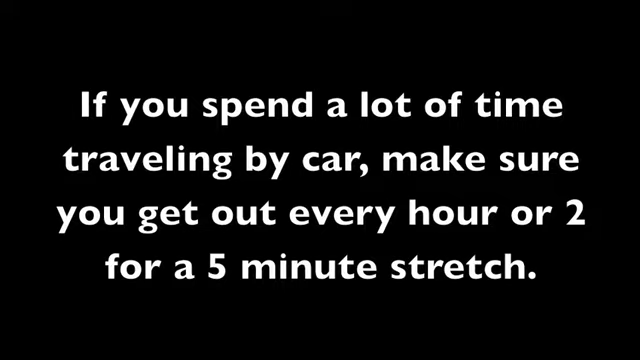 If you spend a lot of time
traveling by car, make sure
you get out every hour or 2
for a 5 minute stretch.